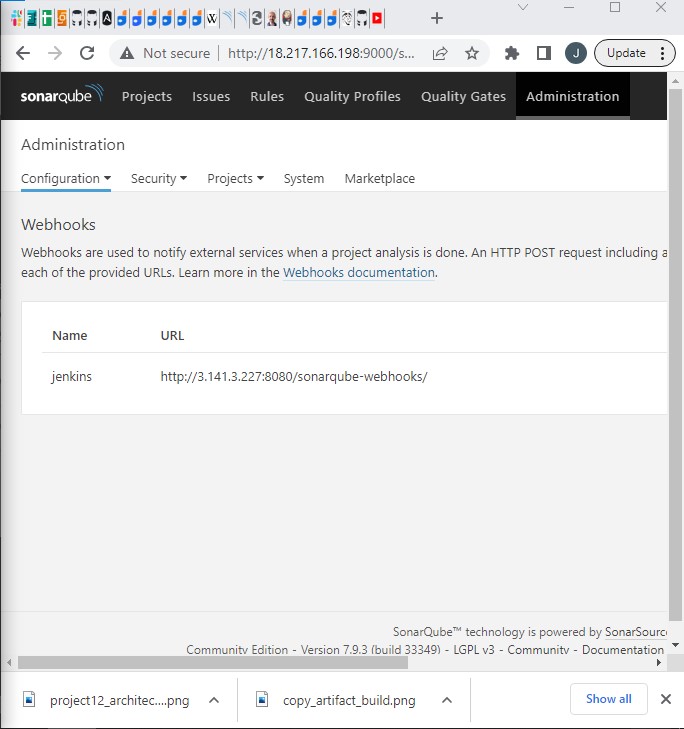 Not secure
http://18.217.166.198:9000/s...
J
Update
sonarqube Projects Issues Rules Quality Profiles Quality Gates Administration
Administration
Configuration Security Projects System Marketplace
Webhooks
Webhooks are used to notify external services when a project analysis is done. An HTTP POST request including a
each of the provided URLs. Learn more in the Webhooks documentation.
Name URL
jenkins http://3.141.3.227:8080/sonarqube-webhooks/
SonarQube™ technology is powered by SonarSource
Community Edition - Version 7.9.3 (build 33349) - LGPL v3 - Community - Documentation
project12_architec....png
copy_artifact_build.png
Show all